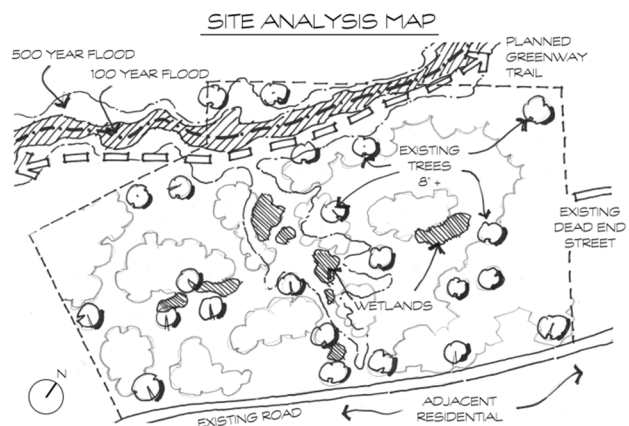 SITE ANALYSIS MAP
500 YEAR FLOOD
100 YEAR FLOOD
PLANNED
GREENWAY
TRAIL
EXISTING
TREES
8"+
EXISTING
DEAD END
STREET
WETLANDS
N
EXISTING ROAD
ADJACENT
RESIDENTIAL